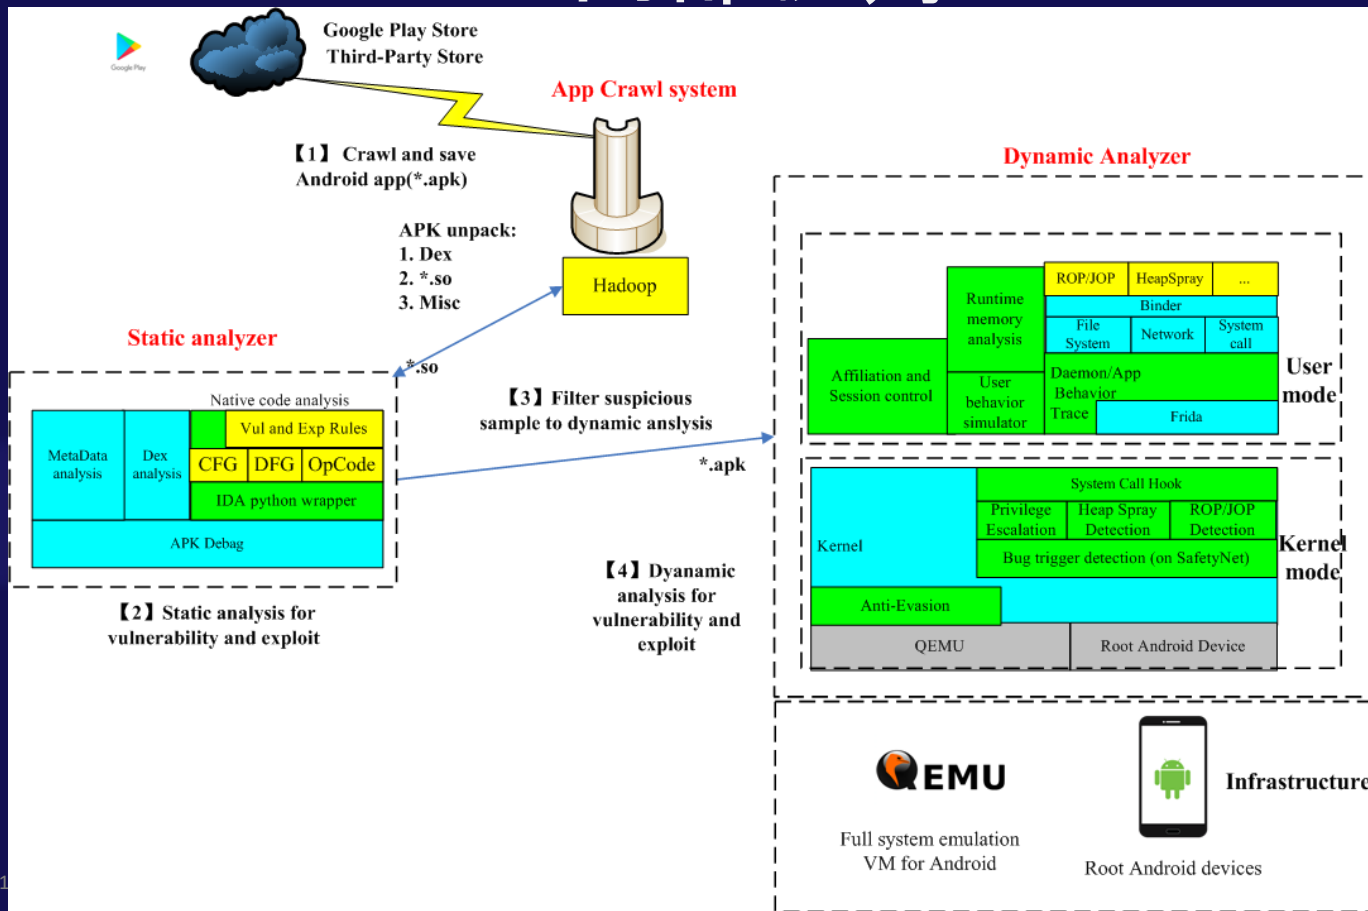 Google Play Store
Third-Party Store
Google Play
App Crawl system
【1】 Crawl and save
Android app(*.apk)
APK unpack:
1. Dex
2. *.so
3. Misc
Hadoop
Static analyzer
*.so
Native code analysis
MetaData
analysis
Dex
analysis
Vul and Exp Rules
CFG
DFG
OpCode
IDA python wrapper
APK Debag
【2】Static analysis for
vulnerability and exploit
【3】Filter suspicious
sample to dynamic anslysis
*.apk
【4】Dyanamic
analysis for
vulnerability and
exploit
Dynamic Analyzer
ROP/JOP
HeapSpray
...
Binder
File
System
Network
System
call
Runtime
memory
analysis
Affiliation and
Session control
User
behavior
simulator
Daemon/App
Behavior
Trace
Frida
User
mode
System Call Hook
Privilege
Escalation
Heap Spray
Detection
ROP/JOP
Detection
Kernel
Bug trigger detection (on SafetyNet)
Kernel
mode
Anti-Evasion
QEMU
Root Android Device
QEMU
Full system emulation
VM for Android
Root Android devices
Infrastructure
1